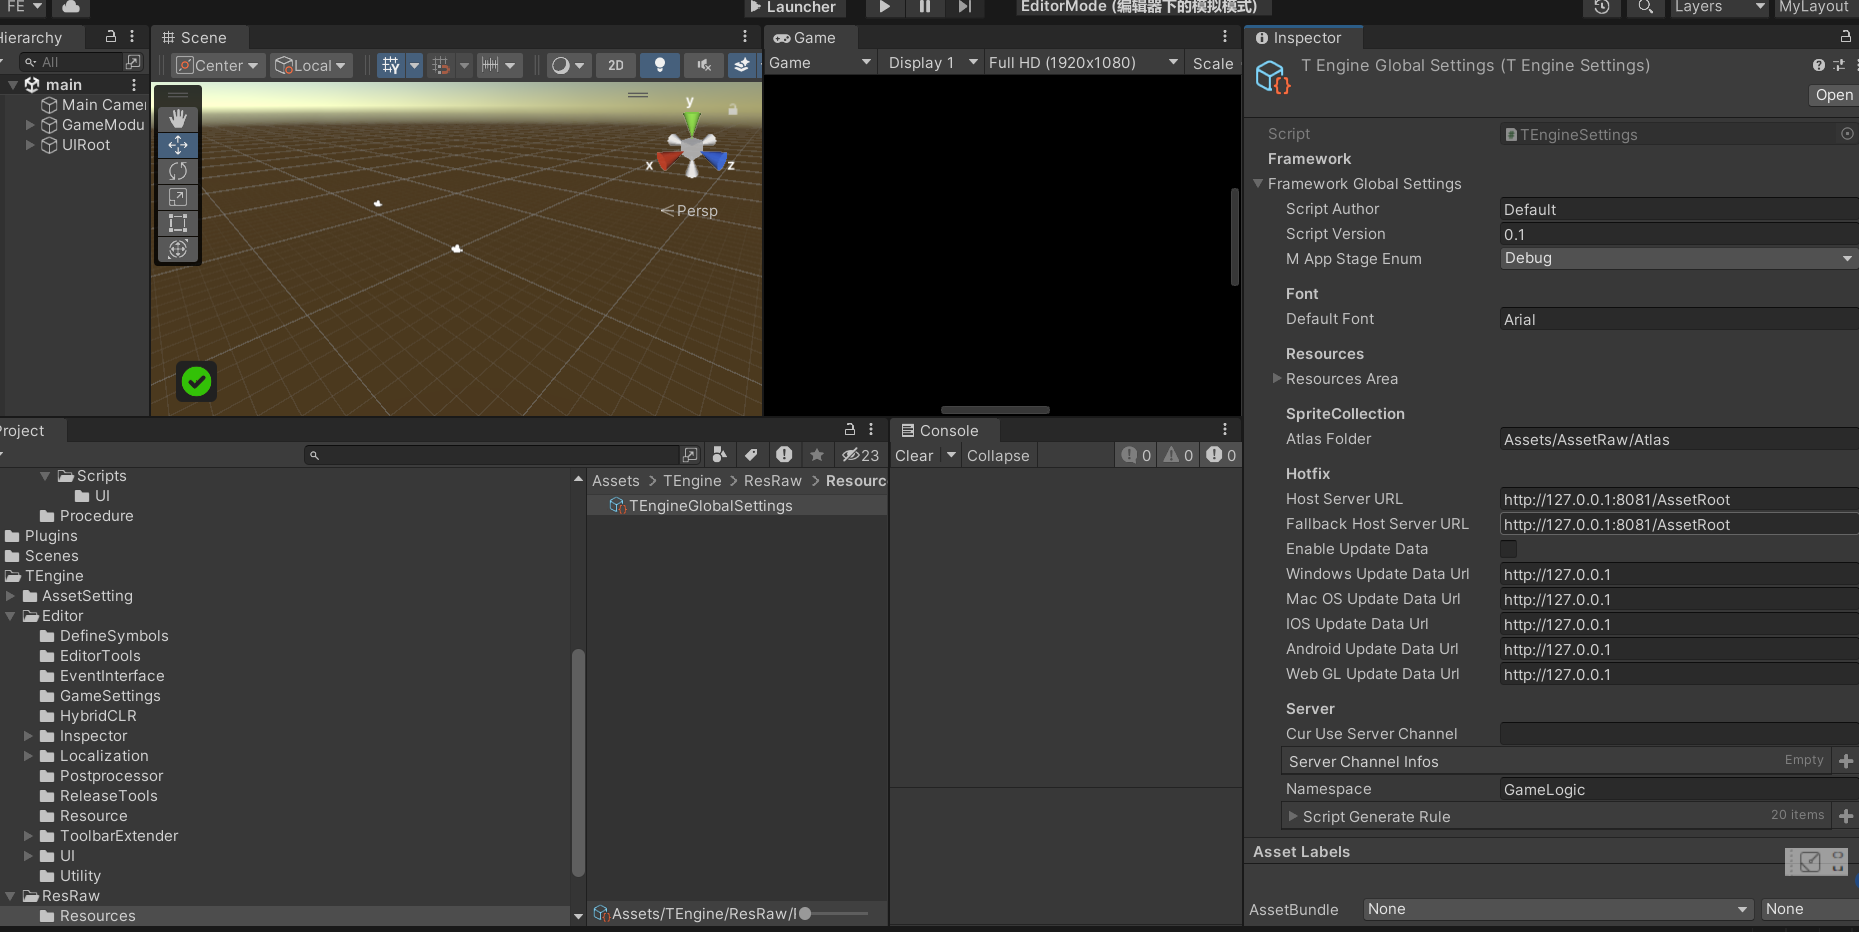 FE
Launcher
EditorMode (编辑器下的模拟模式)
Layers
MyLayout
Hierarchy
All
main
Main Camer
GameModu
UIRoot
Scene
Center
Local
2D
y
x
z
Persp
Game
Game
Display 1
Full HD (1920x1080)
Scale
Project
23
Scripts
UI
Procedure
Plugins
Scenes
TEngine
AssetSetting
Editor
DefineSymbols
EditorTools
EventInterface
GameSettings
HybridCLR
Inspector
Localization
Postprocessor
ReleaseTools
Resource
ToolbarExtender
UI
Utility
ResRaw
Resources
Assets > TEngine > ResRaw > Resourc
TEngineGlobalSettings
Assets/TEngine/ResRaw/
Console
Clear
Collapse
0
0
0
Inspector
T Engine Global Settings (T Engine Settings)
Open
Script
TEngineSettings
Framework
Framework Global Settings
Script Author
Default
Script Version
0.1
M App Stage Enum
Debug
Font
Default Font
Arial
Resources
Resources Area
SpriteCollection
Atlas Folder
Assets/AssetRaw/Atlas
Hotfix
Host Server URL
http://127.0.0.1:8081/AssetRoot
Fallback Host Server URL
http://127.0.0.1:8081/AssetRoot
Enable Update Data
Windows Update Data Url
http://127.0.0.1
Mac OS Update Data Url
http://127.0.0.1
IOS Update Data Url
http://127.0.0.1
Android Update Data Url
http://127.0.0.1
Web GL Update Data Url
http://127.0.0.1
Server
Cur Use Server Channel
Server Channel Infos
Empty
Namespace
GameLogic
Script Generate Rule
20 items
Asset Labels
AssetBundle
None
None